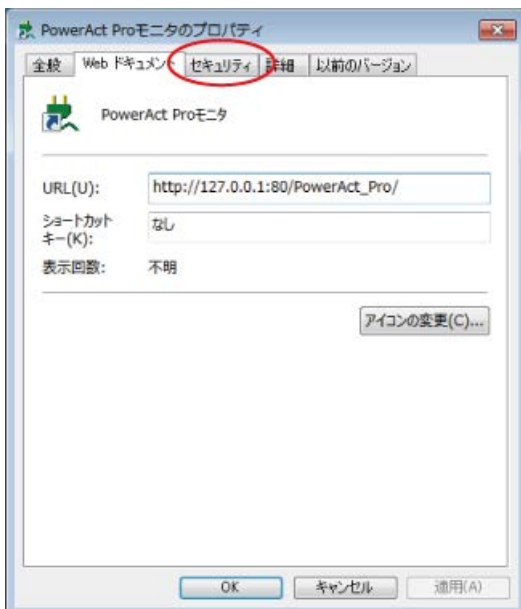 PowerAct Proモニタのプロパティ
全般 Web ドキュメント セキュリティ 詳細 以前のバージョン
PowerAct Proモニタ
URL(U): http://127.0.0.1:80/PowerAct_Pro/
ショートカット
キー(K): なし
表示回数: 不明
アイコンの変更(C)...
OK キャンセル 適用(A)